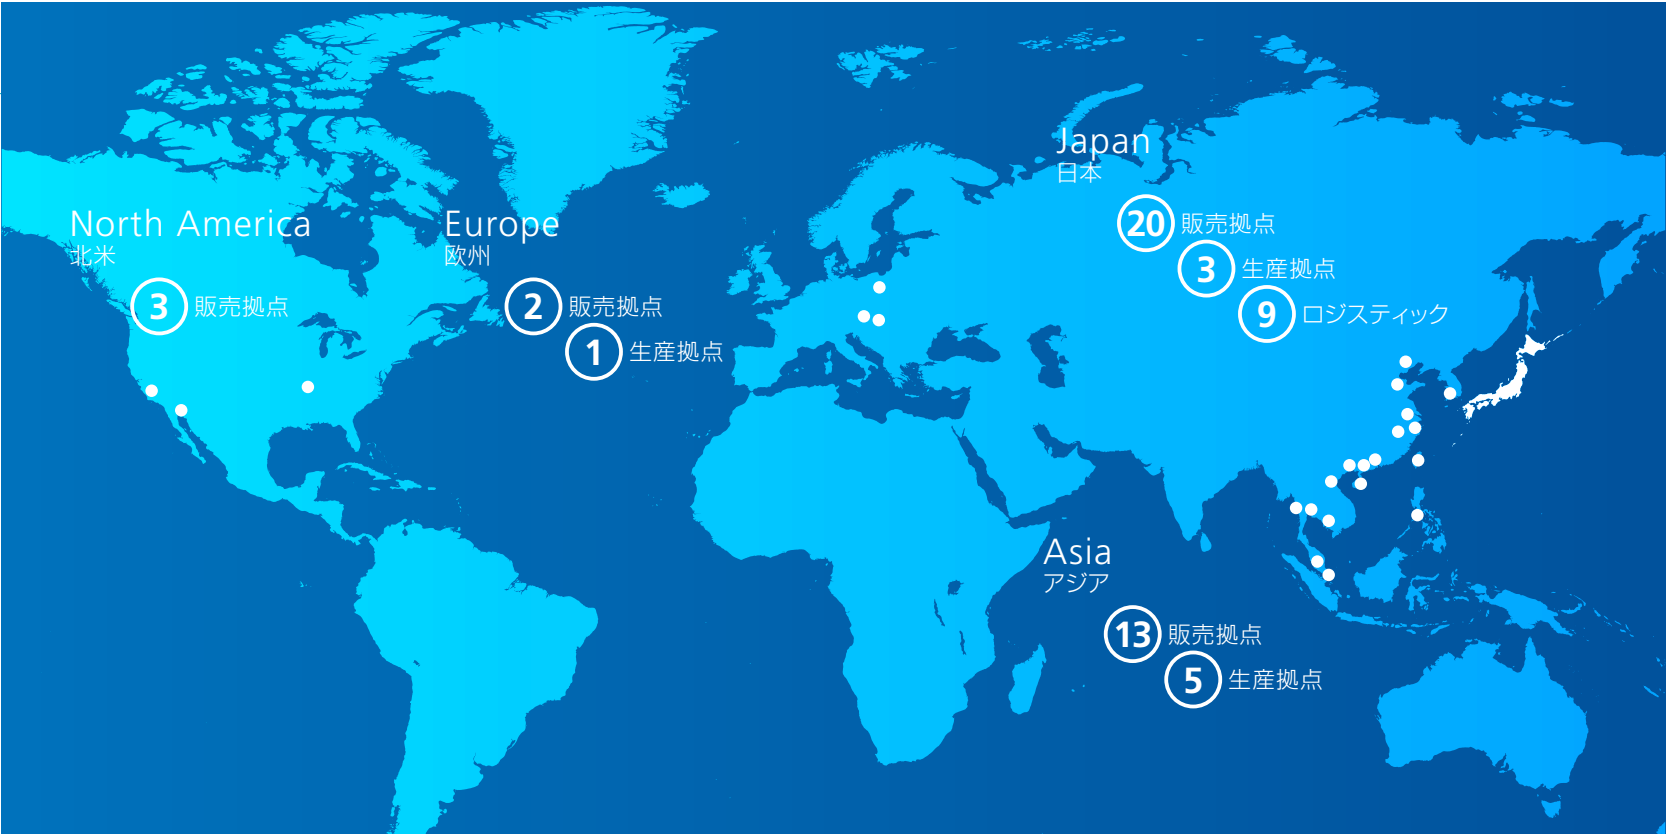 North America
北米
3 販売拠点
Europe
欧州
2 販売拠点
1 生産拠点
Japan
日本
20 販売拠点
3 生産拠点
9 ロジスティック
Asia
アジア
13 販売拠点
5 生産拠点